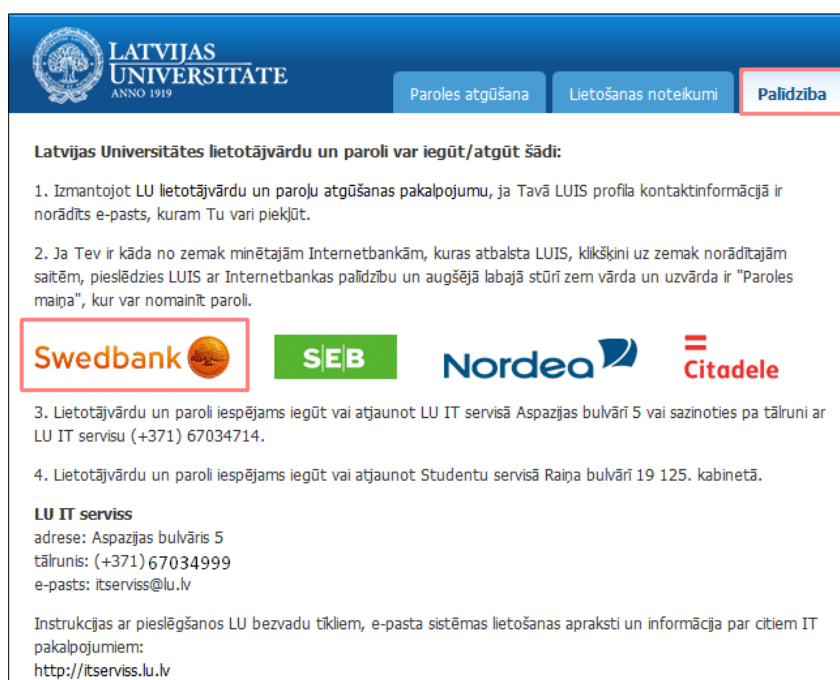 LATVIJAS
UNIVERSITĀTE
ANNO 1919
Paroles atgūšana
Lietošanas noteikumi
Palīdzība
Latvijas Universitātes lietotājvārdu un paroli var iegūt/atgūt šādi:
1. Izmantojot LU lietotājvārdu un paroļu atgūšanas pakalpojumu, ja Tavā LUIS profila kontaktinformācijā ir
norādīts e-pasts, kuram Tu vari piekļūt.
2. Ja Tev ir kāda no zemak minētajām Internetbankām, kuras atbalsta LUIS, klikšķini uz zemak norādītajām
saitēm, pieslēdzies LUIS ar Internetbankas palīdzību un augšējā labajā stūrī zem vārda un uzvārda ir "Paroles
maiņa", kur var nomainīt paroli.
Swedbank
S|E|B
Nordea
Citadele
3. Lietotājvārdu un paroli iespējams iegūt vai atjaunot LU IT servisā Aspazijas bulvārī 5 vai sazinoties pa tālruni ar
LU IT servisu (+371) 67034714.
4. Lietotājvārdu un paroli iespējams iegūt vai atjaunot Studentu servisā Raiņa bulvārī 19 125. kabinetā.
LU IT serviss
adrese: Aspazijas bulvāris 5
tālrunis: (+371) 67034999
e-pasts: itserviss@lu.lv
Instrukcijas ar pieslēgšanos LU bezvadu tīkliem, e-pasta sistēmas lietošanas apraksti un informācija par citiem IT
pakalpojumiem:
http://itserviss.lu.lv